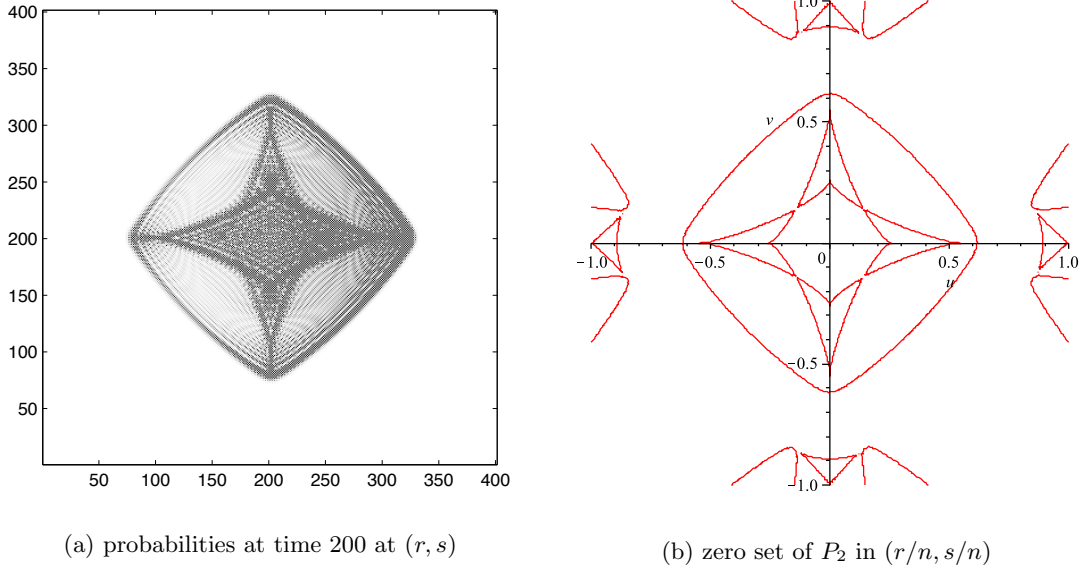 400
350
300
250
200
150
100
50
50 100 150 200 250 300 350 400
(a) probabilities at time 200 at (r, s)
1.0
v 0.5
−1.0 −0.5 0 0.5 1.0
u
−0.5
−1.0
(b) zero set of P2 in (r/n, s/n)